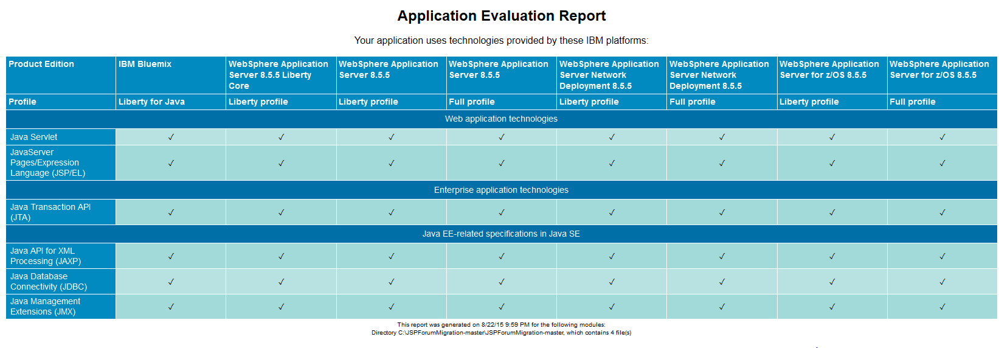 Application Evaluation Report
Your application uses technologies provided by these IBM platforms:
Product Edition IBM Bluemix WebSphere Application Server 8.5.5 Liberty Core WebSphere Application Server 8.5.5 WebSphere Application Server 8.5.5 WebSphere Application Server Network Deployment 8.5.5 WebSphere Application Server Network Deployment 8.5.5 WebSphere Application Server for z/OS 8.5.5 WebSphere Application Server for z/OS 8.5.5
Profile Liberty for Java Liberty profile Liberty profile Full profile Liberty profile Full profile Liberty profile Full profile
Web application technologies
Java Servlet ✓ ✓ ✓ ✓ ✓ ✓ ✓ ✓
JavaServer
Pages/Expression
Language (JSP/EL) ✓ ✓ ✓ ✓ ✓ ✓ ✓ ✓
Enterprise application technologies
Java Transaction API
(JTA) ✓ ✓ ✓ ✓ ✓ ✓ ✓ ✓
Java EE-related specifications in Java SE
Java API for XML
Processing (JAXP) ✓ ✓ ✓ ✓ ✓ ✓ ✓ ✓
Java Database
Connectivity (JDBC) ✓ ✓ ✓ ✓ ✓ ✓ ✓ ✓
Java Management
Extensions (JMX) ✓ ✓ ✓ ✓ ✓ ✓ ✓ ✓
This report was generated on 8/22/15 9:59 PM for the following modules:
Directory C:\JSPForumMigration-master\JSPForumMigration-master, which contains 4 file(s)